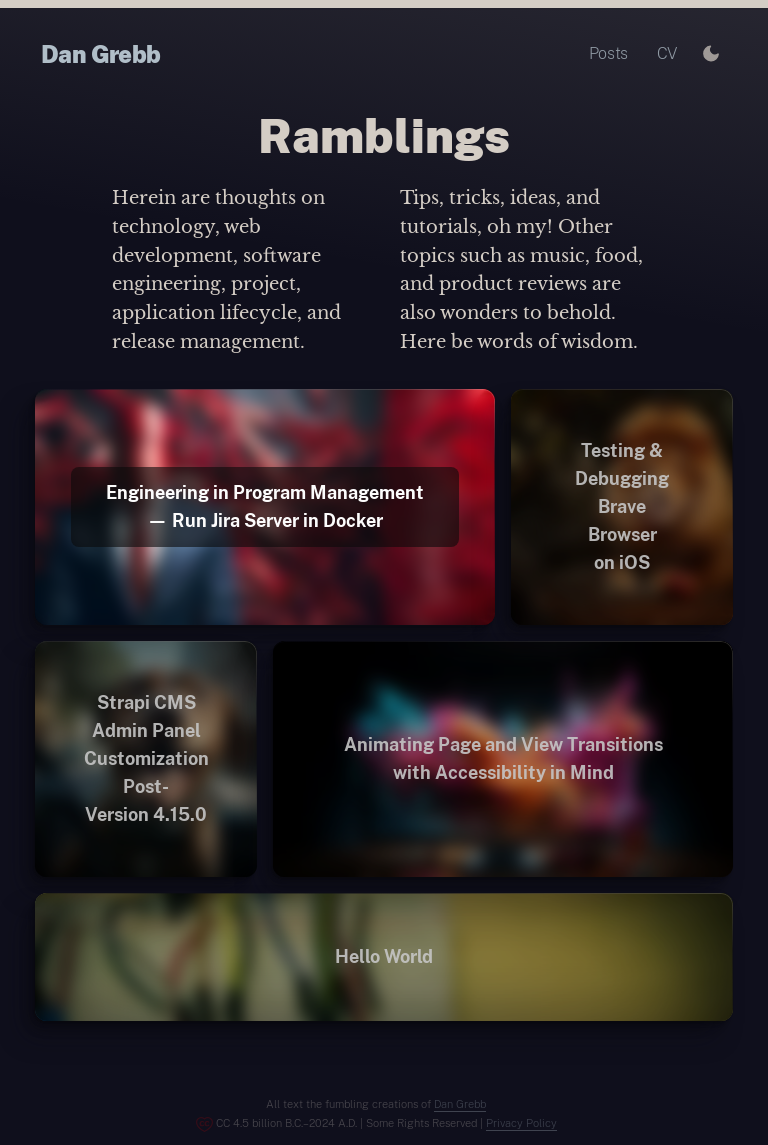 Dan Grebb
Posts CV
Ramblings
Herein are thoughts on
technology, web
development, software
engineering, project,
application lifecycle, and
release management.
Tips, tricks, ideas, and
tutorials, oh my! Other
topics such as music, food,
and product reviews are
also wonders to behold.
Here be words of wisdom.
Engineering in Program Management
— Run Jira Server in Docker
Testing &
Debugging
Brave
Browser
on iOS
Strapi CMS
Admin Panel
Customization
Post-
Version 4.15.0
Animating Page and View Transitions
with Accessibility in Mind
Hello World
All text the fumbling creations of Dan Grebb
CC 4.5 billion B.C.–2024 A.D. | Some Rights Reserved | Privacy Policy